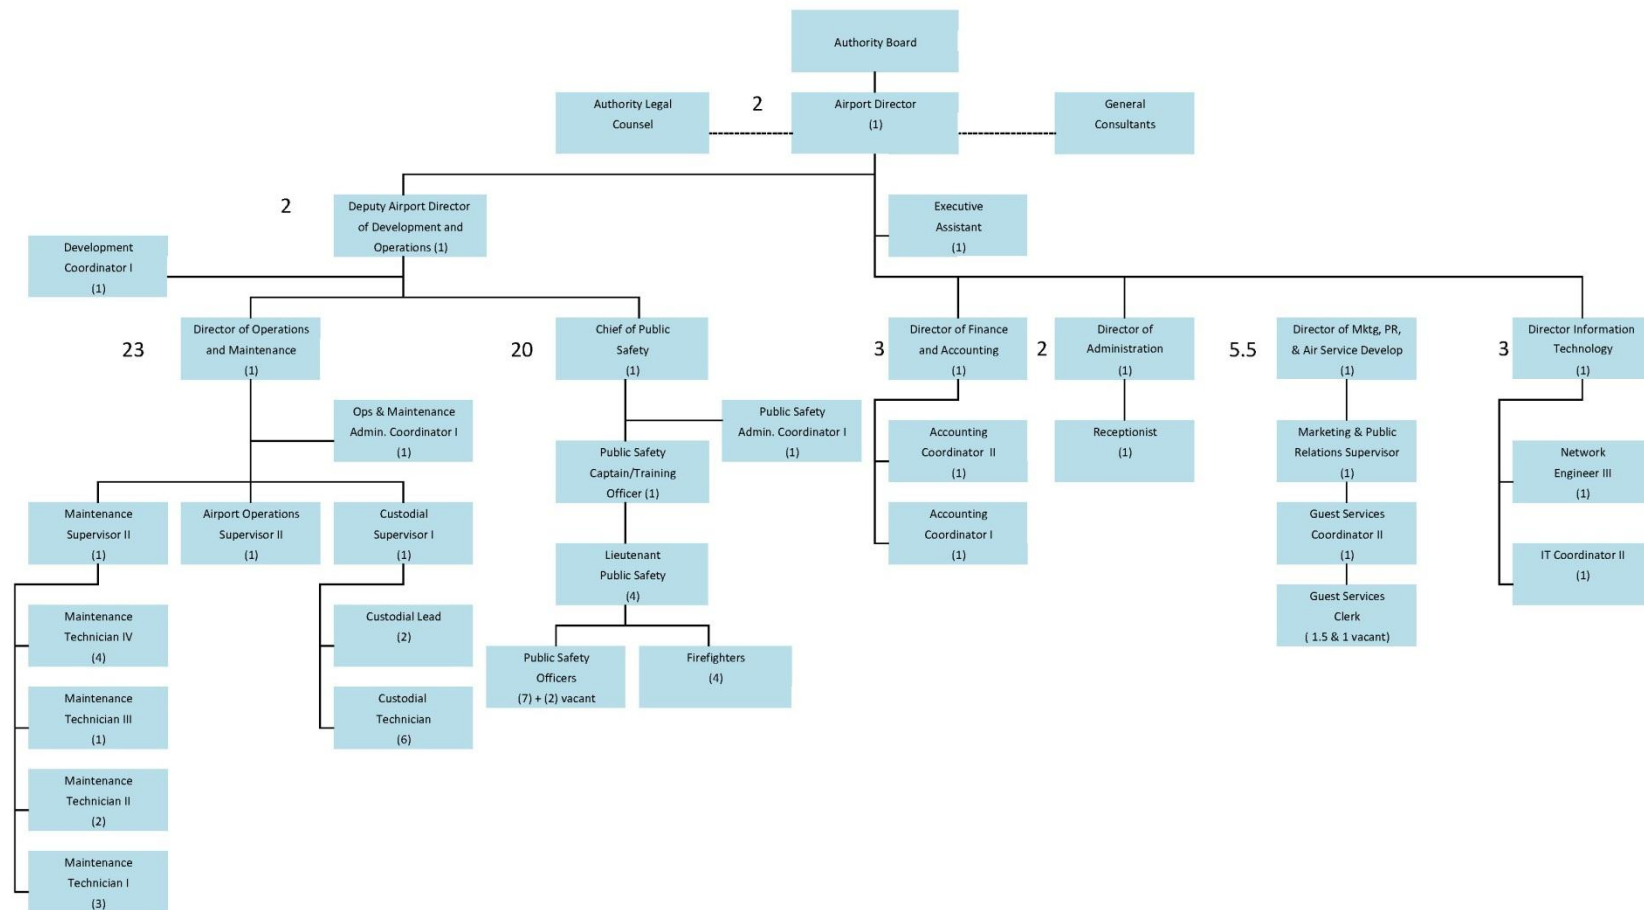 Authority Board
Authority Legal
Counsel
2
Airport Director
(1)
General
Consultants
2
Deputy Airport Director
of Development and
Operations (1)
Executive
Assistant
(1)
Development
Coordinator I
(1)
23
Director of Operations
and Maintenance
(1)
20
Chief of Public
Safety
(1)
3
Director of Finance
and Accounting
(1)
2
Director of
Administration
(1)
5.5
Director of Mktg, PR,
& Air Service Develop
(1)
3
Director Information
Technology
(1)
Ops & Maintenance
Admin. Coordinator I
(1)
Public Safety
Admin. Coordinator I
(1)
Public Safety
Captain/Training
Officer (1)
Accounting
Coordinator II
(1)
Receptionist
(1)
Marketing & Public
Relations Supervisor
(1)
Network
Engineer III
(1)
Maintenance
Supervisor II
(1)
Airport Operations
Supervisor II
(1)
Custodial
Supervisor I
(1)
Accounting
Coordinator I
(1)
Guest Services
Coordinator II
(1)
Lieutenant
Public Safety
(4)
IT Coordinator II
(1)
Maintenance
Technician IV
(4)
Custodial Lead
(2)
Public Safety
Officers
(7) + (2) vacant
Firefighters
(4)
Guest Services
Clerk
( 1.5 & 1 vacant)
Maintenance
Technician III
(1)
Custodial
Technician
(6)
Maintenance
Technician II
(2)
Maintenance
Technician I
(3)